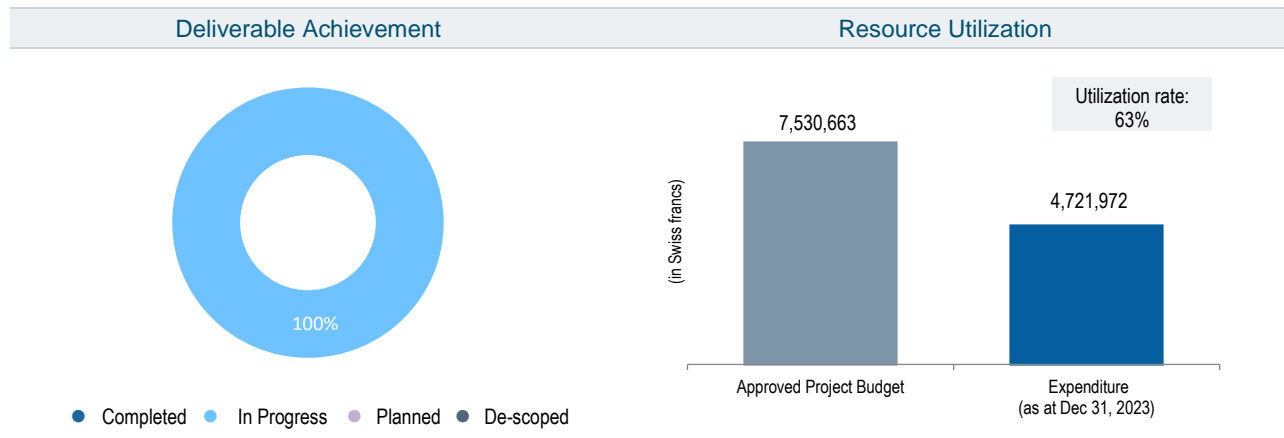 Deliverable Achievement
Resource Utilization
100%
Completed
In Progress
Planned
De-scoped
Utilization rate:
63%
7,530,663
4,721,972
(in Swiss francs)
Approved Project Budget
Expenditure
(as at Dec 31, 2023)